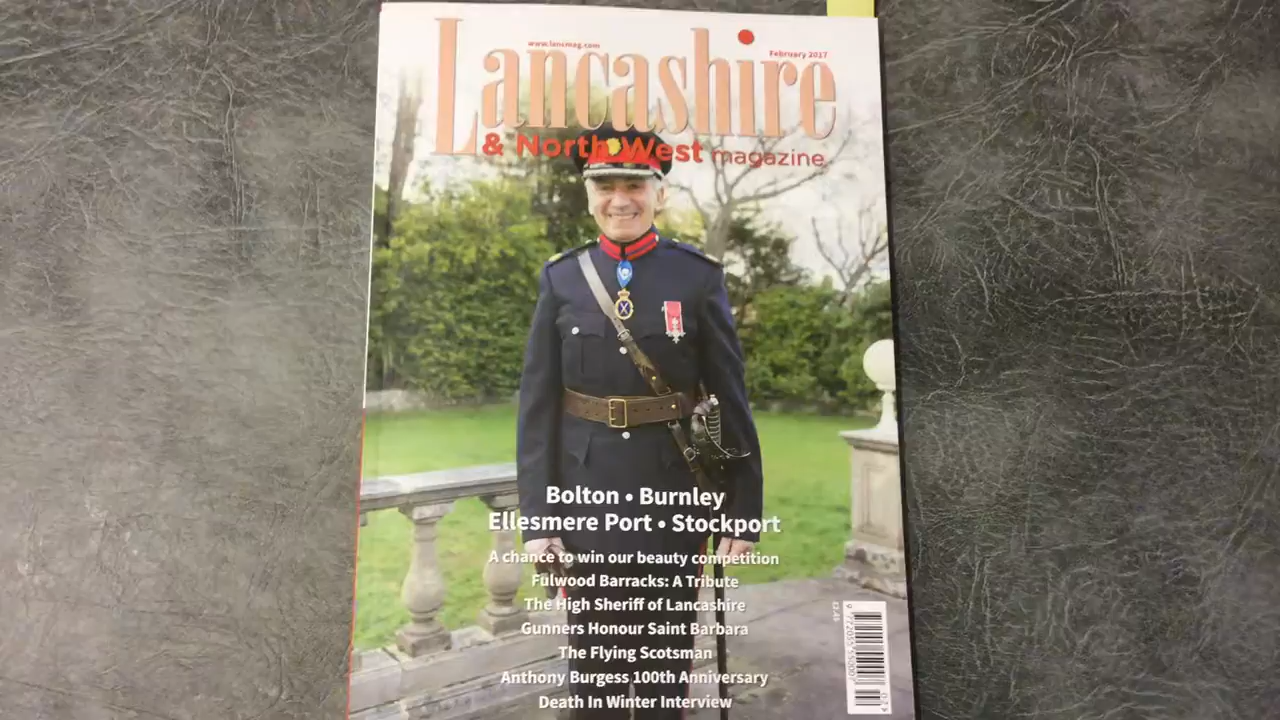 www.lancmag.com
February 2017
Lancashire
& North West magazine
Bolton • Burnley
Ellesmere Port • Stockport
A chance to win our beauty competition
Fulwood Barracks: A Tribute
The High Sheriff of Lancashire
Gunners Honour Saint Barbara
The Flying Scotsman
Anthony Burgess 100th Anniversary
Death In Winter Interview